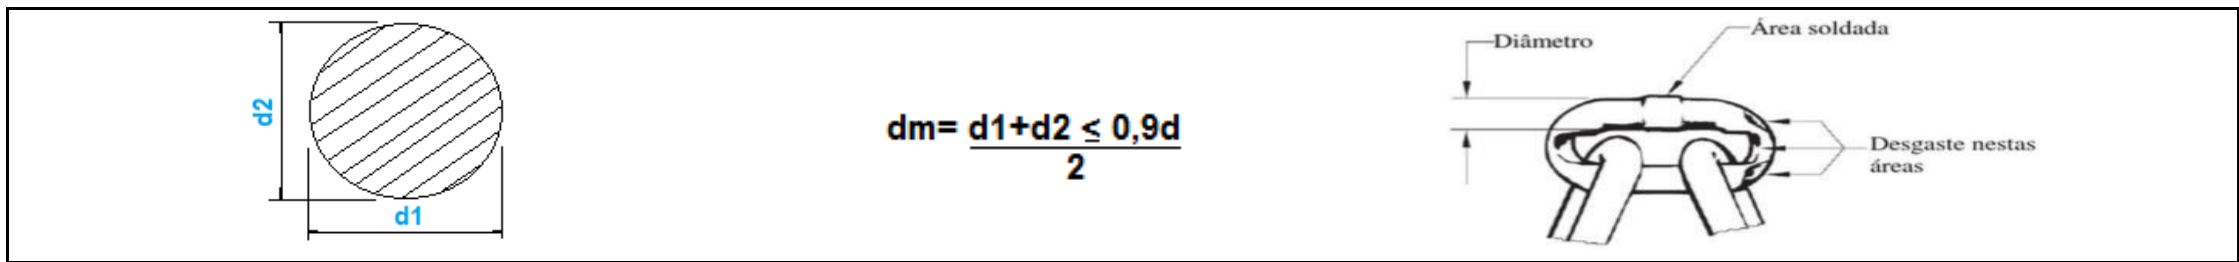 d2
d1
dm= d1+d2 ≤ 0,9d
2
Diâmetro
Área soldada
Desgaste nestas
áreas